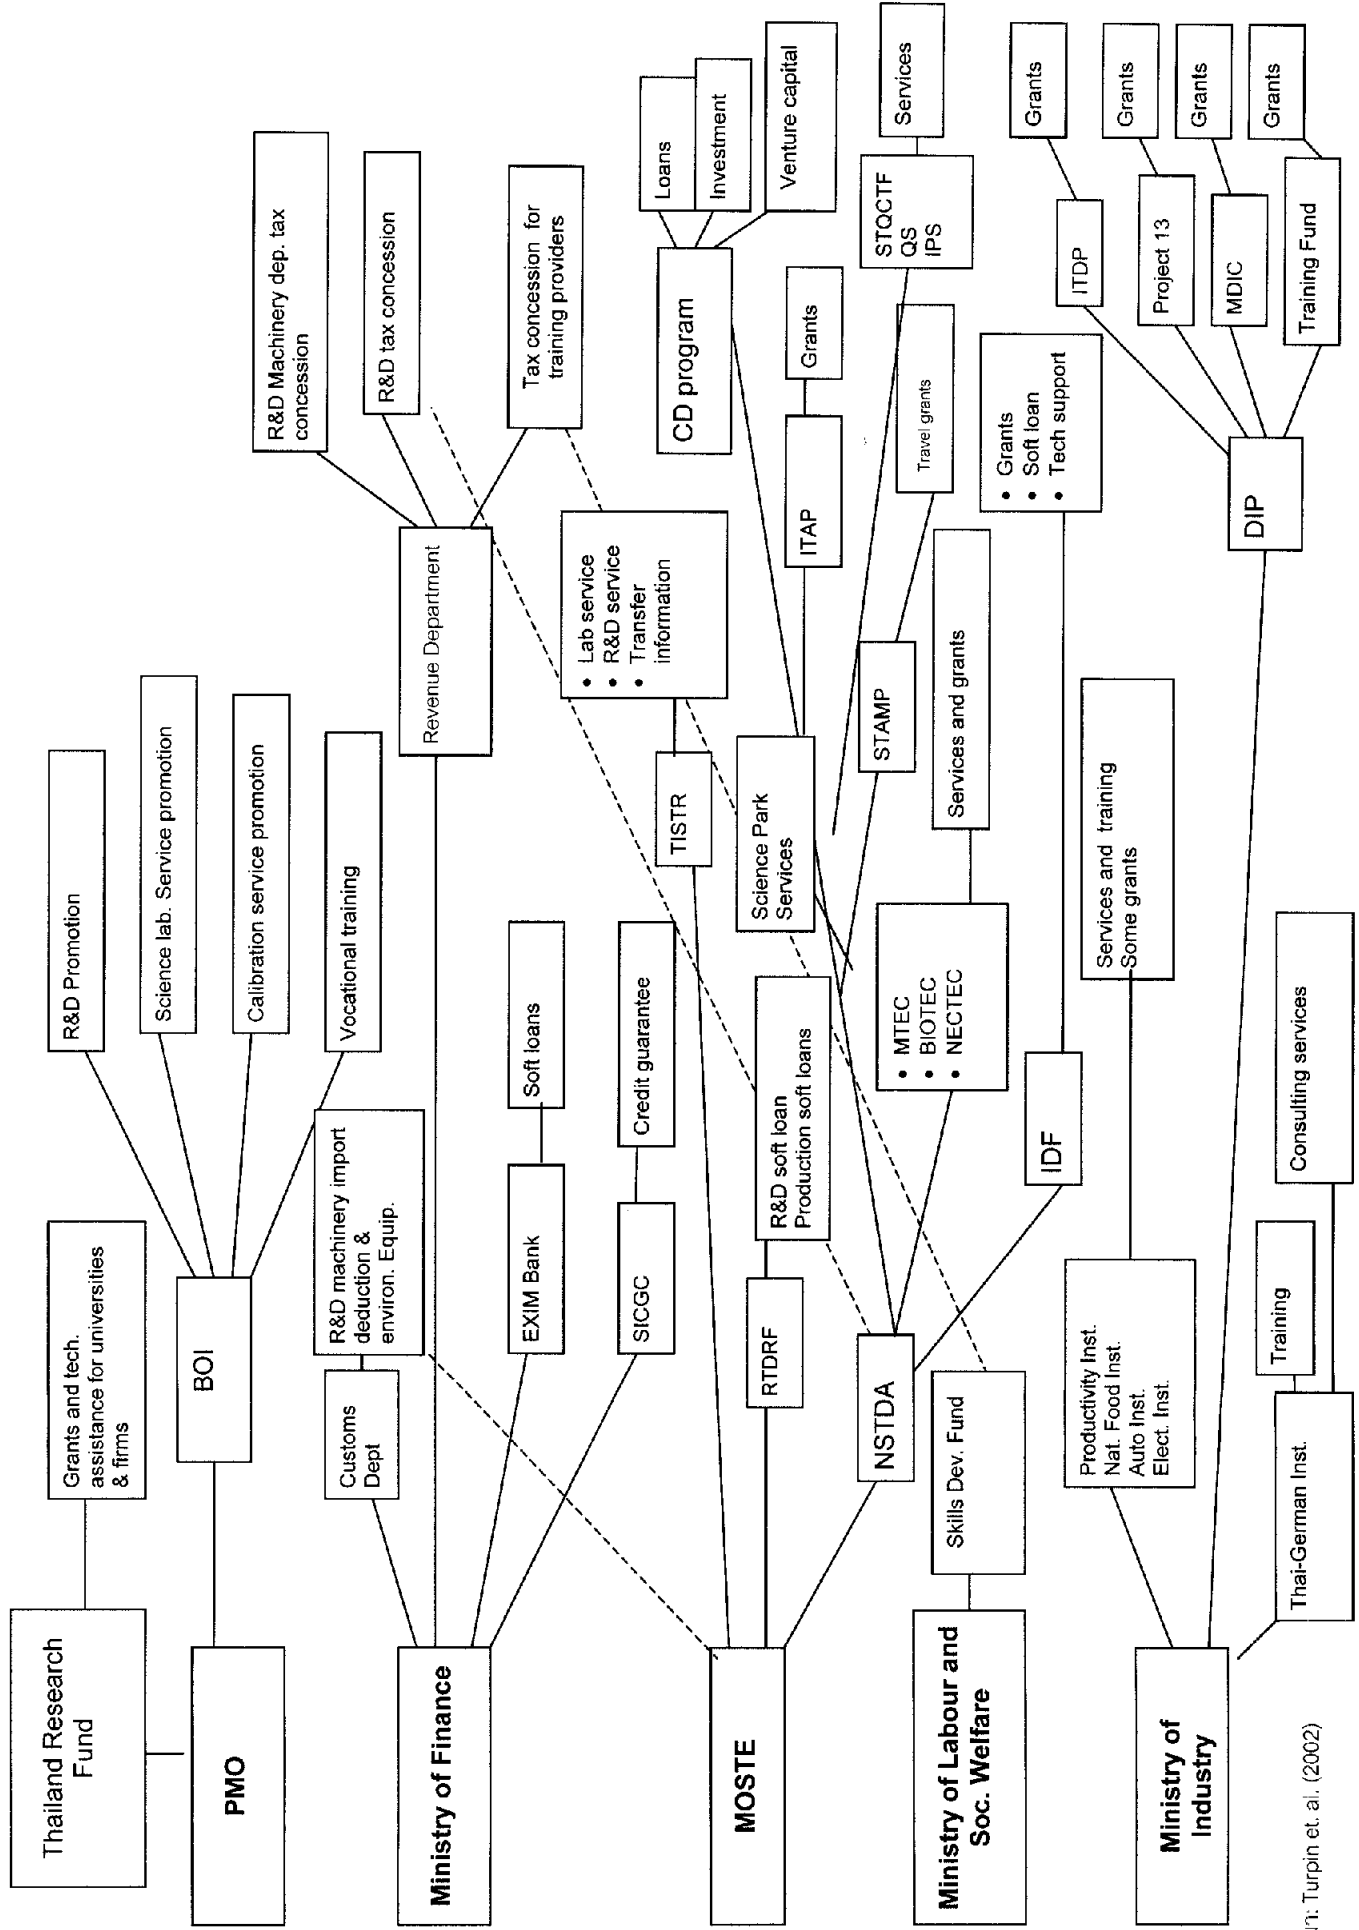 Thailand Research
Fund
Grants and tech.
assistance for universities
& firms
PMO
BOI
R&D Promotion
Science lab. Service promotion
Calibration service promotion
Vocational training
Ministry of Finance
Customs
Dept
R&D machinery import
deduction &
environ. Equip.
Revenue Department
R&D Machinery dep. tax
concession
R&D tax concession
Tax concession for
training providers
EXIM Bank
Soft loans
SICGC
Credit guarantee
MOSTE
TISTR
• Lab service
• R&D service
• Transfer
information
RTDRF
R&D soft loan
Production soft loans
NSTDA
Science Park
Services
CD program
Loans
Investment
Venture capital
ITAP
Grants
STQCTF
QS
IPS
Services
STAMP
Travel grants
• MTEC
• BIOTEC
• NECTEC
Services and grants
IDF
• Grants
• Soft loan
• Tech support
Ministry of Labour and
Soc. Welfare
Skills Dev. Fund
Ministry of
Industry
Productivity Inst.
Nat. Food Inst.
Auto Inst.
Elect. Inst.
Services and training
Some grants
DIP
ITDP
Grants
Project 13
Grants
MDIC
Grants
Training Fund
Grants
Thai-German Inst.
Training
Consulting services
Turpin et. al. (2002)